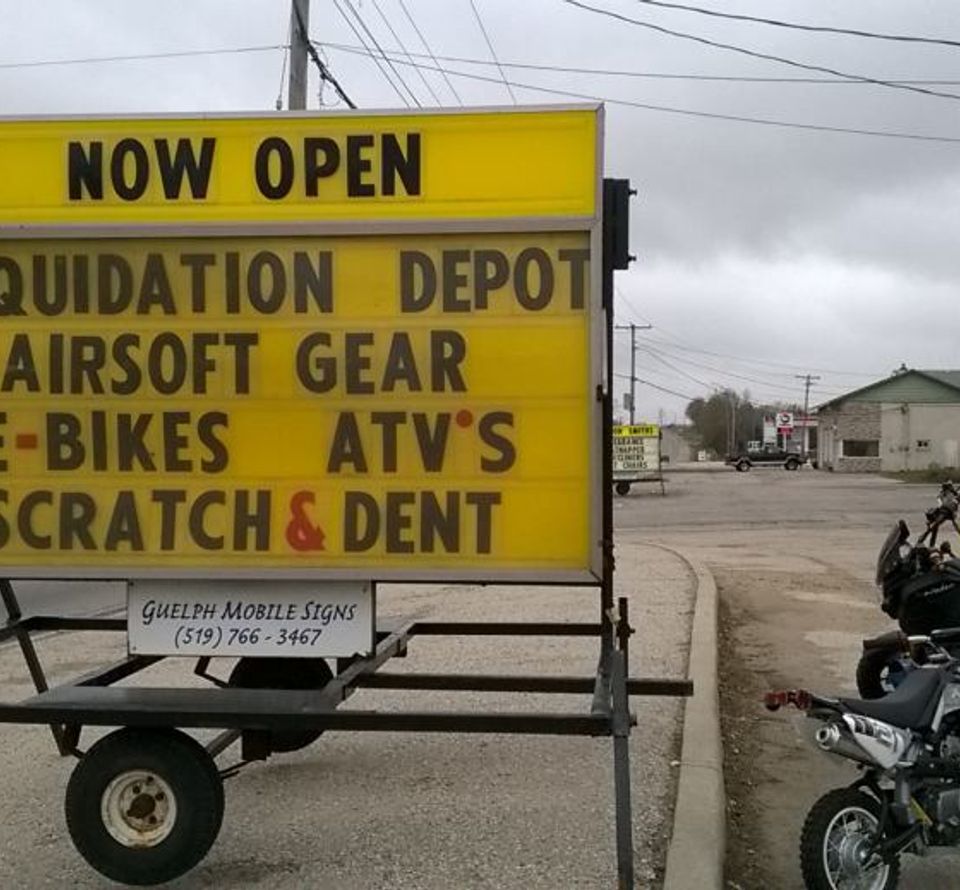 NOW OPEN
QUIDATION DEPOT
AIRSOFT GEAR
E-BIKES ATV'S
SCRATCH & DENT
GUELPH MOBILE SIGNS
(519) 766-3467